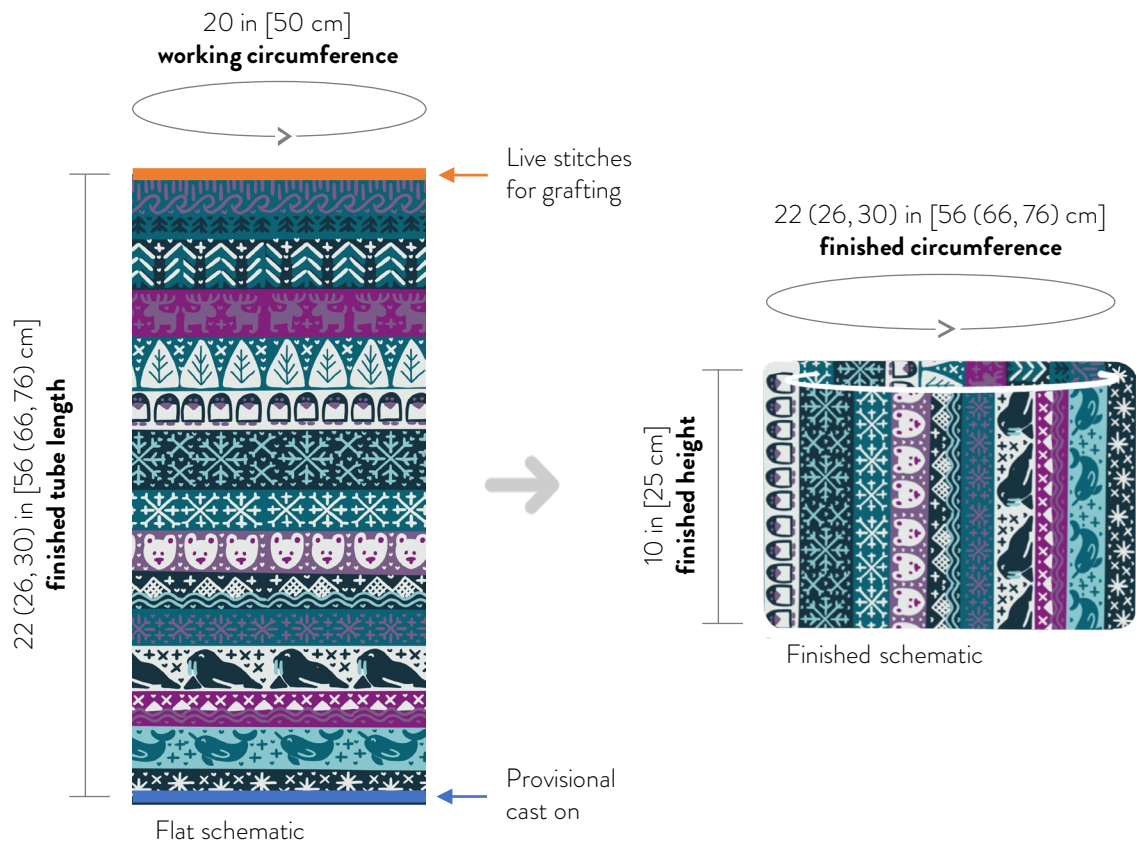 20 in [50 cm]
working circumference
Live stitches
for grafting
22 (26, 30) in [56 (66, 76) cm]
finished tube length
Provisional
cast on
Flat schematic
22 (26, 30) in [56 (66, 76) cm]
finished circumference
10 in [25 cm]
finished height
Finished schematic